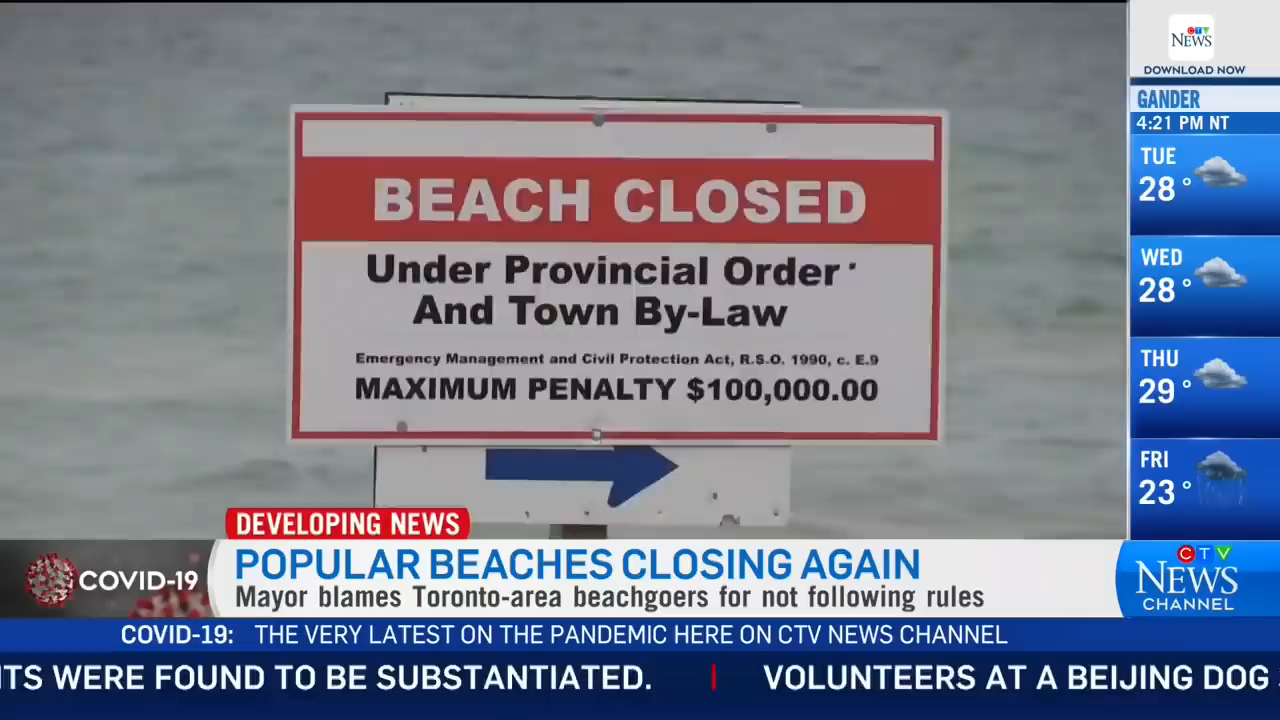 BEACH CLOSED
Under Provincial Order
And Town By-Law
Emergency Management and Civil Protection Act, R.S.O. 1990, c. E.9
MAXIMUM PENALTY $100,000.00
CTV
NEWS
DOWNLOAD NOW
GANDER
4:21 PM NT
TUE
28°
WED
28°
THU
29°
FRI
23°
DEVELOPING NEWS
COVID-19
POPULAR BEACHES CLOSING AGAIN
Mayor blames Toronto-area beachgoers for not following rules
CTV
NEWS
CHANNEL
COVID-19: THE VERY LATEST ON THE PANDEMIC HERE ON CTV NEWS CHANNEL
TS WERE FOUND TO BE SUBSTANTIATED. | VOLUNTEERS AT A BEIJING DOG